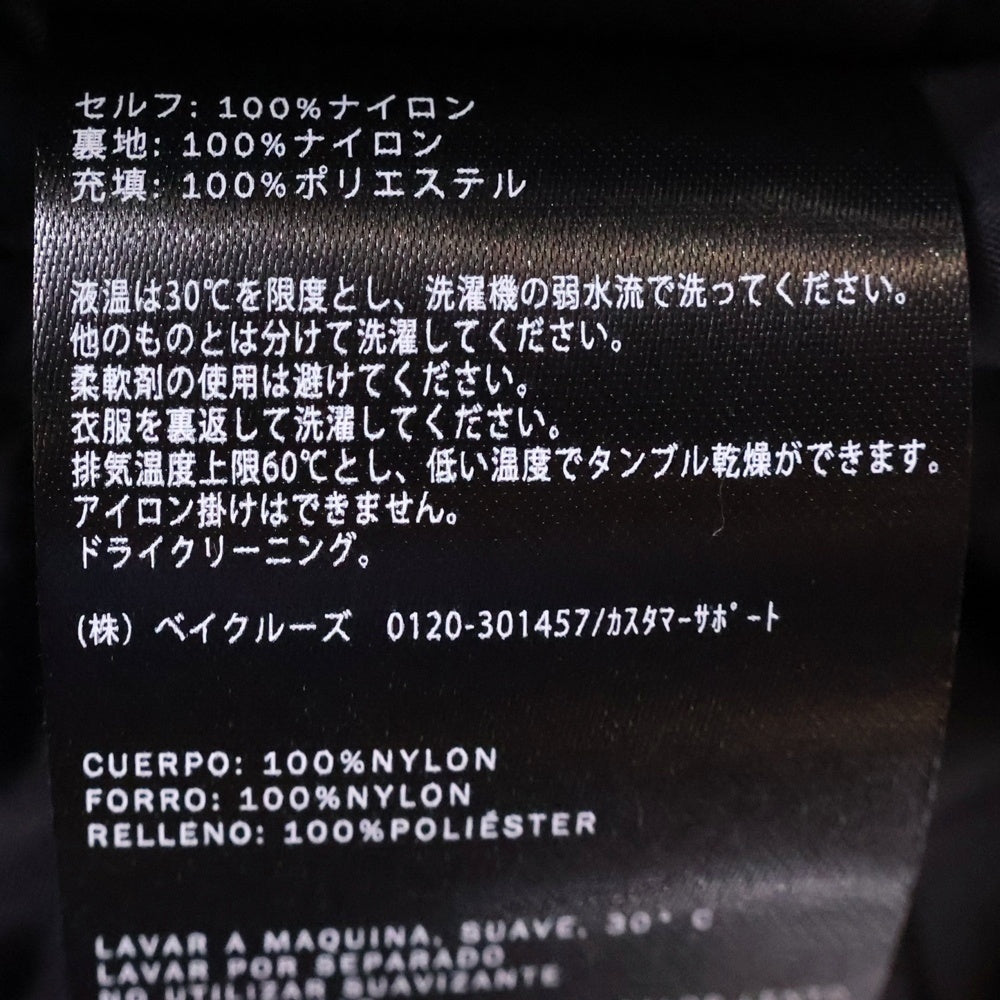 セルフ: 100%ナイロン
裏地: 100%ナイロン
充填: 100%ポリエステル
液温は30℃を限度とし、洗濯機の弱水流で洗ってください。
他のものとは分けて洗濯してください。
柔軟剤の使用は避けてください。
衣服を裏返して洗濯してください。
排気温度上限60℃とし、低い温度でタンブル乾燥ができます。
アイロン掛けはできません。
ドライクリーニング。
(株) ベイクルーズ 0120-301457/ｶｽﾀﾏｰｻﾎﾟｰﾄ
CUERPO: 100%NYLON
FORRO: 100%NYLON
RELLENO: 100%POLIÉSTER
LAVAR A MAQUINA, SUAVE, 30° C
LAVAR POR SEPARADO
NO UTILIZAR SUAVIZANTE